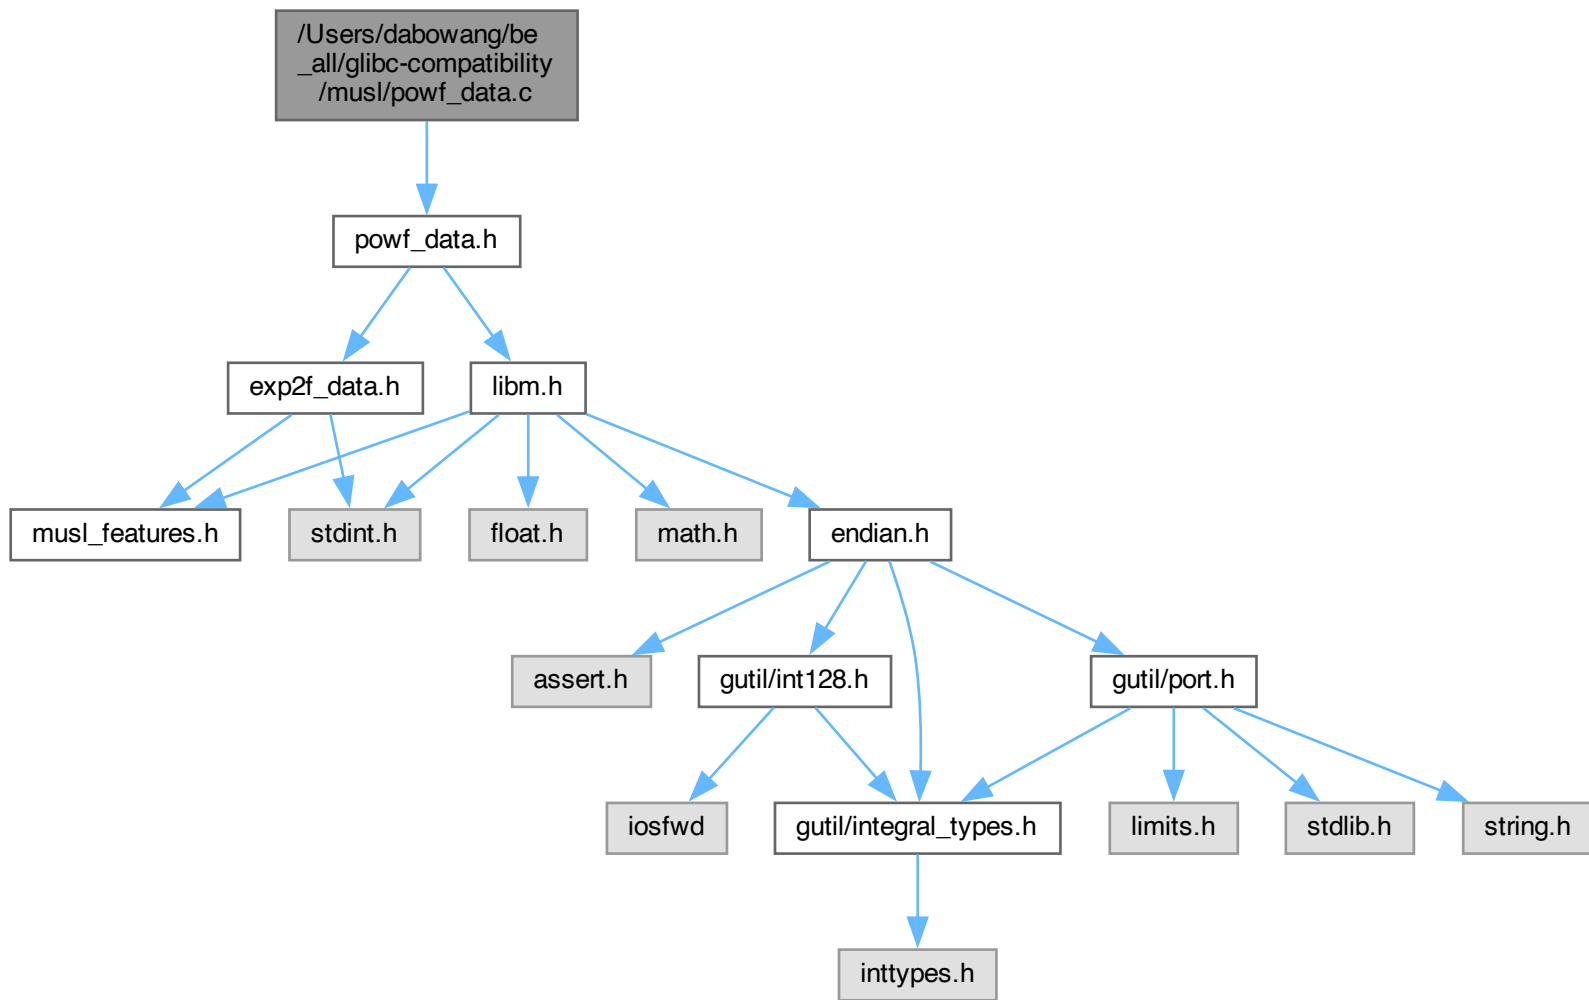 /Users/dabowang/be
_all/glibc-compatibility
/musl/powf_data.c
powf_data.h
exp2f_data.h
libm.h
musl_features.h
stdint.h
float.h
math.h
endian.h
assert.h
gutil/int128.h
gutil/port.h
iosfwd
gutil/integral_types.h
limits.h
stdlib.h
string.h
inttypes.h